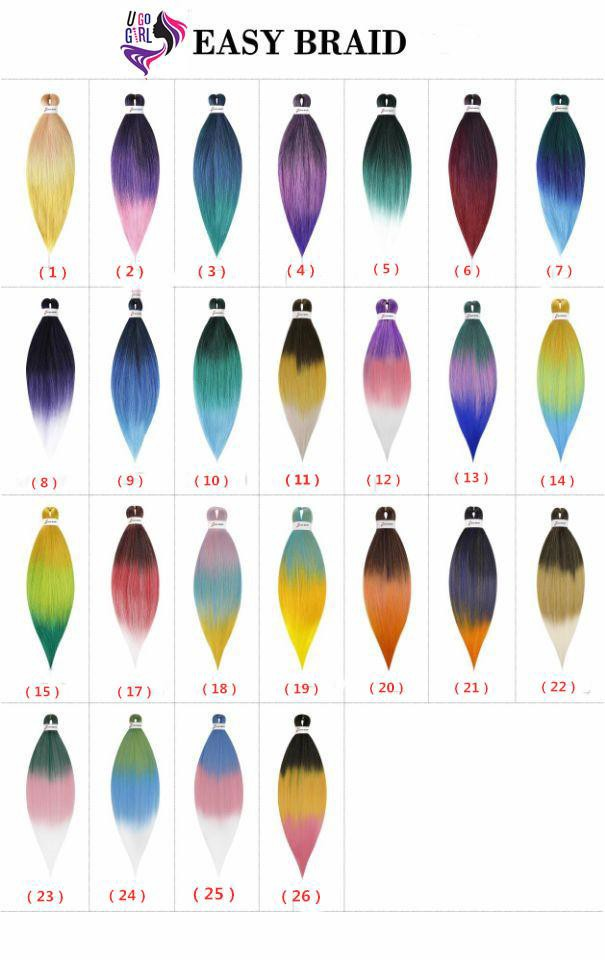 U GO
GIRL
EASY BRAID
(1) (2) (3) (4) (5) (6) (7)
(8) (9) (10) (11) (12) (13) (14)
(15) (17) (18) (19) (20) (21) (22)
(23) (24) (25) (26)